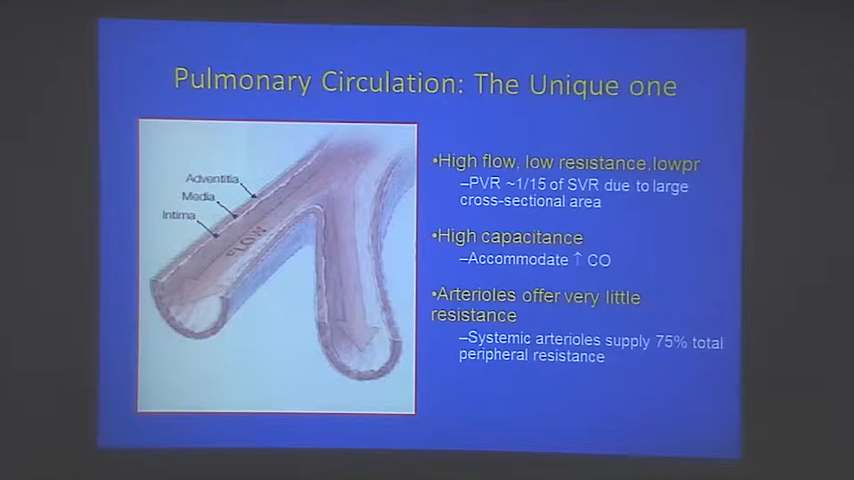 Pulmonary Circulation: The Unique one
Adventitia
Media
Intima
FLOW
•High flow, low resistance,lowpr
–PVR ~1/15 of SVR due to large
cross-sectional area
•High capacitance
–Accommodate ↑ CO
•Arterioles offer very little
resistance
–Systemic arterioles supply 75% total
peripheral resistance